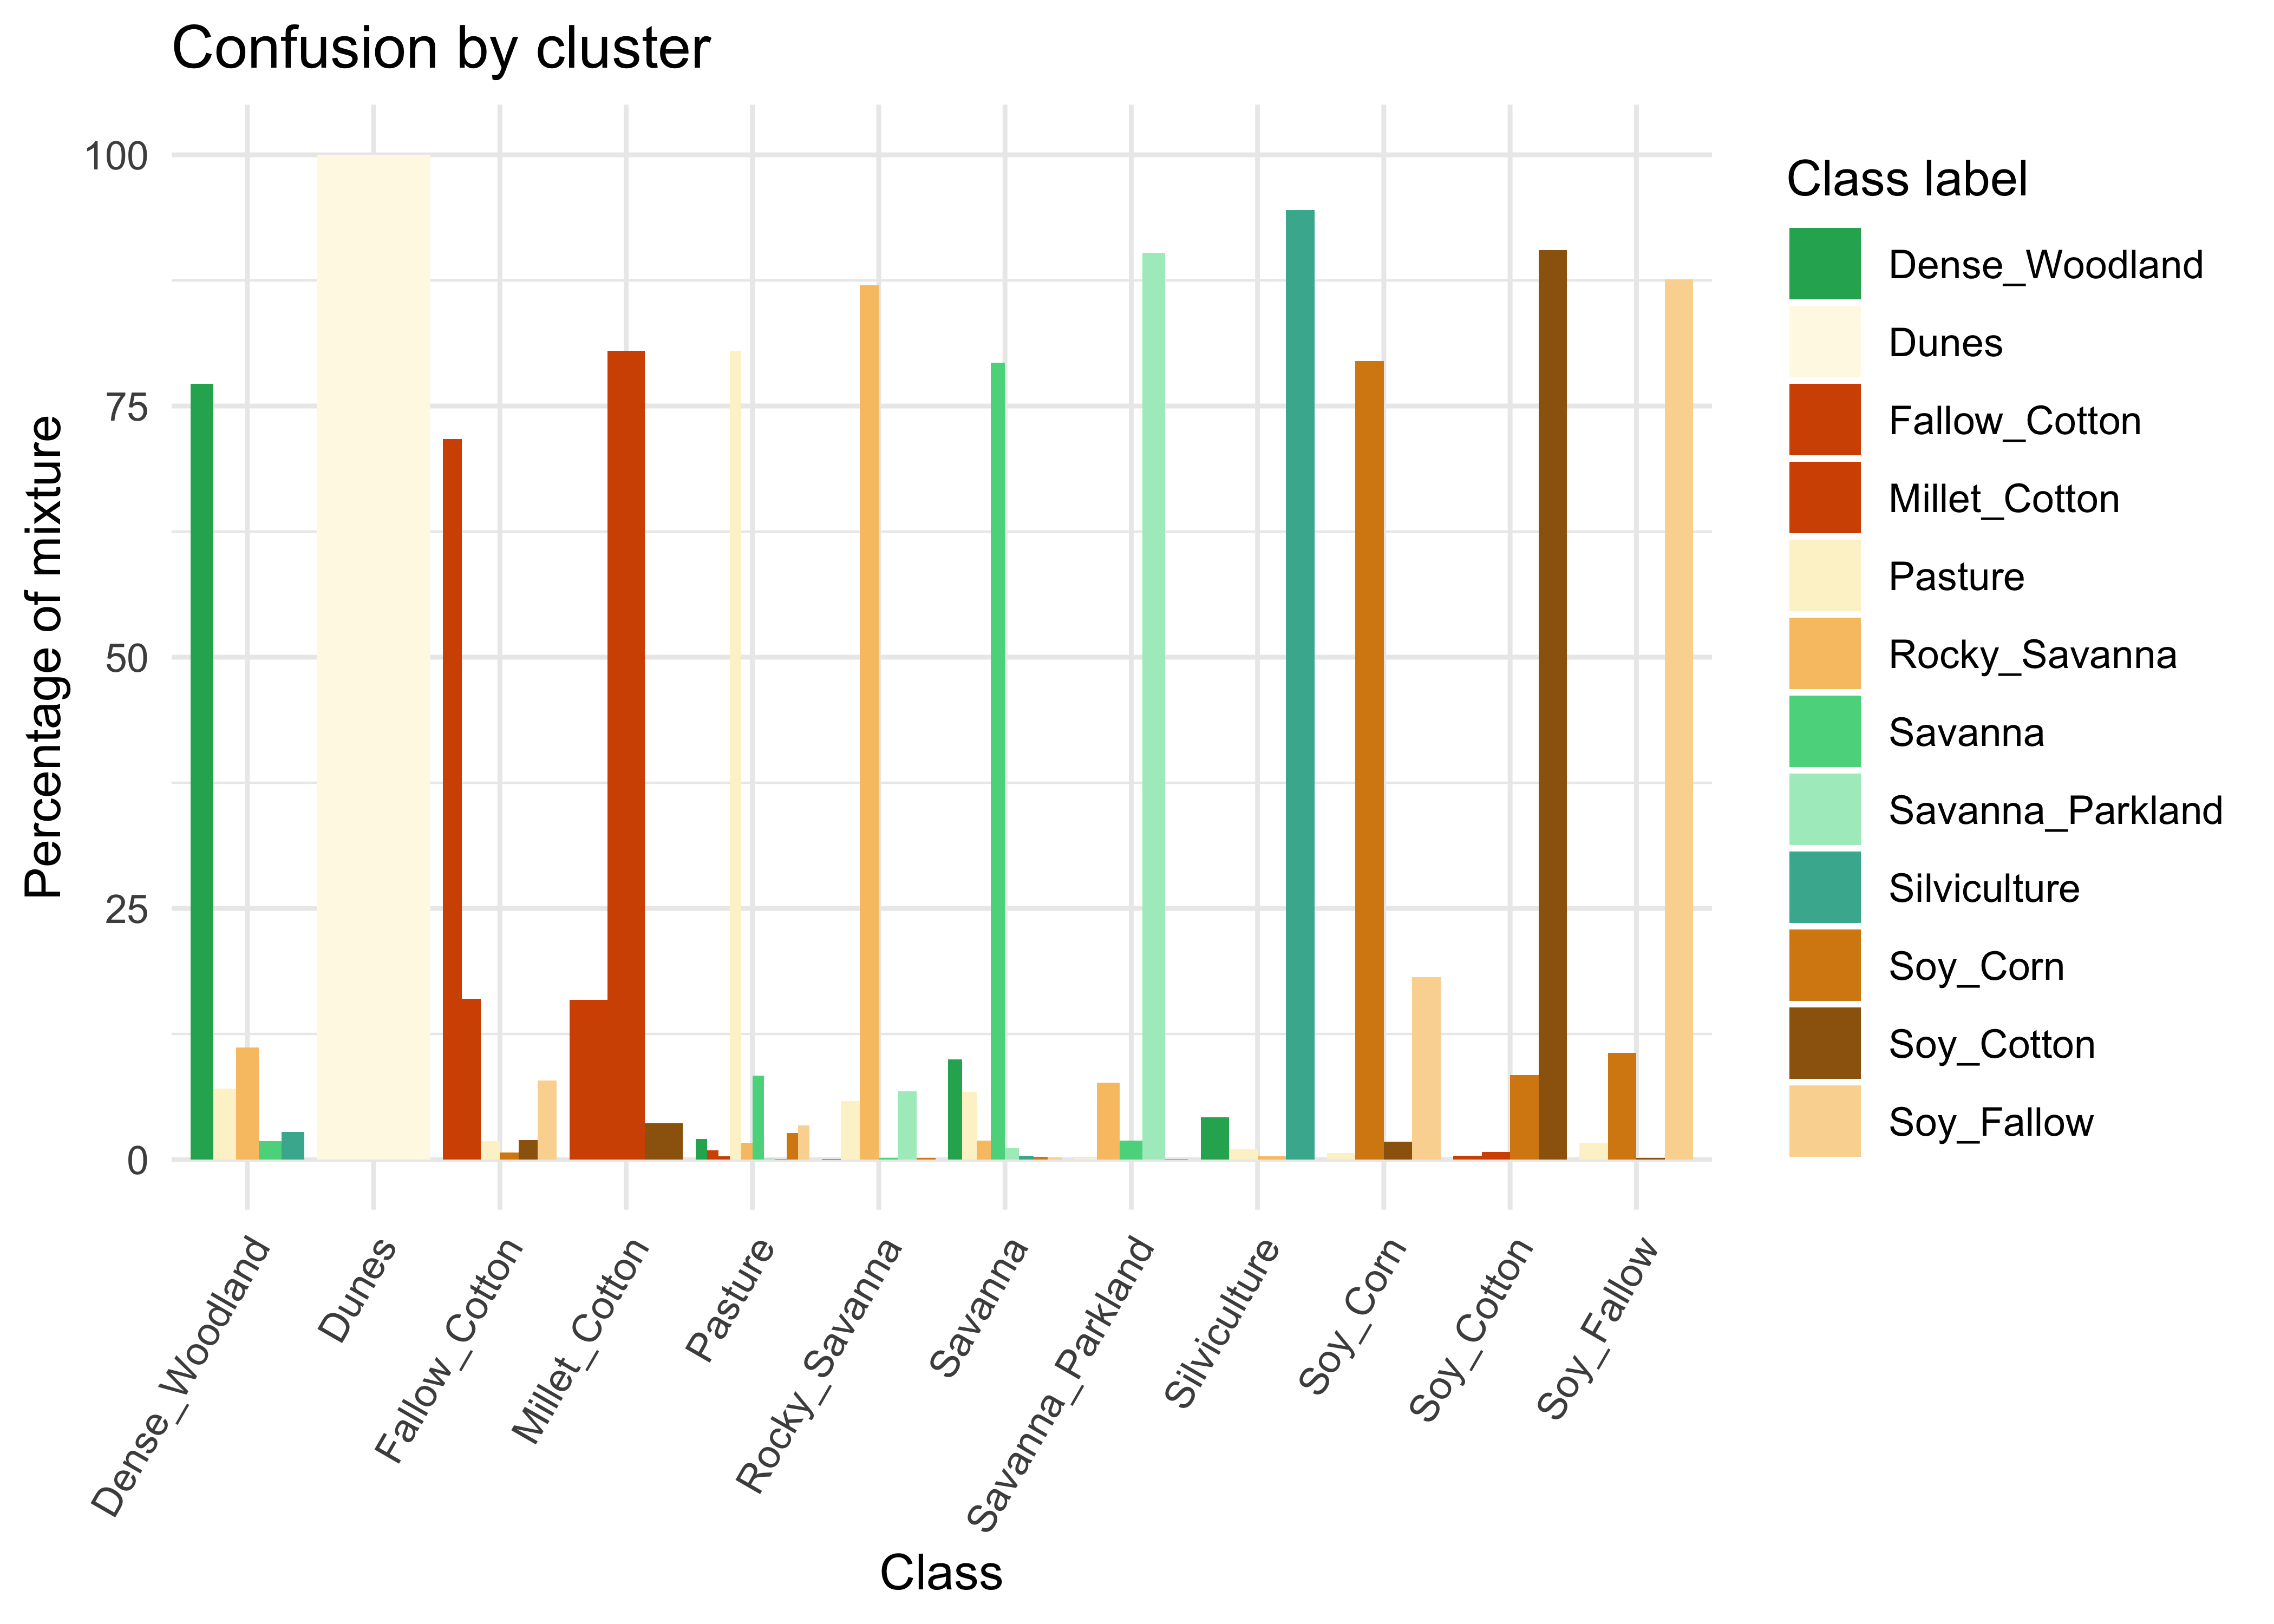 Confusion by cluster
Percentage of mixture
100
75
50
25
0
Dense_Woodland
Dunes
Fallow_Cotton
Millet_Cotton
Pasture
Rocky_Savanna
Savanna
Savanna_Parkland
Silviculture
Soy_Corn
Soy_Cotton
Soy_Fallow
Class
Class label
Dense_Woodland
Dunes
Fallow_Cotton
Millet_Cotton
Pasture
Rocky_Savanna
Savanna
Savanna_Parkland
Silviculture
Soy_Corn
Soy_Cotton
Soy_Fallow